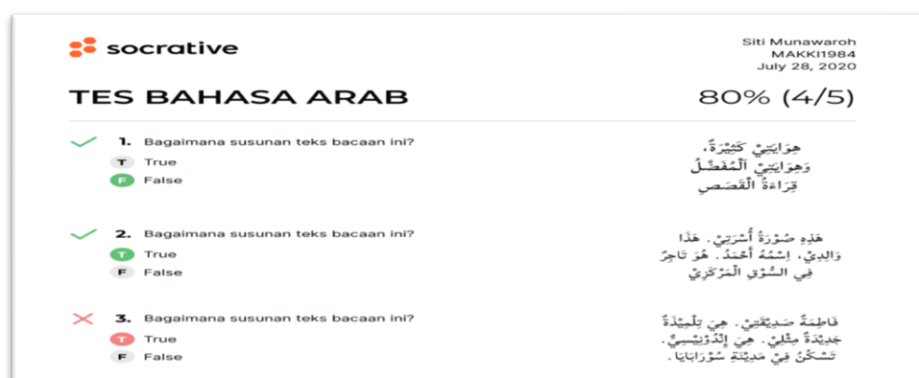 socrative
Siti Munawaroh
MAKKI1984
July 28, 2020
TES BAHASA ARAB
80% (4/5)
1. Bagaimana susunan teks bacaan ini?
T True
F False
هِوَايَتِيْ كَثِيْرَةٌ،
وَهِوَايَتِيْ اَلْمُفَضَّلُ
قِرَاءَةُ الْقَصَصِ
2. Bagaimana susunan teks bacaan ini?
T True
F False
هَذِهِ صُوْرَةُ أُسْرَتِيْ. هَذَا
وَالِدِيْ، اِسْمُهُ أَحْمَدُ. هُوَ تَاجِرٌ
فِي السُّوْقِ الْمَرْكَزِيْ
3. Bagaimana susunan teks bacaan ini?
T True
F False
فَاطِمَةُ صَدِيْقَتِيْ. هِيَ تِلْمِيْذَةٌ
جَدِيْدَةٌ مِثْلِيْ. هِيَ إِنْدُوْنِيْسِيٌّ.
تَسْكُنُ فِيْ مَدِيْنَةِ سُوْرَابَايَا.